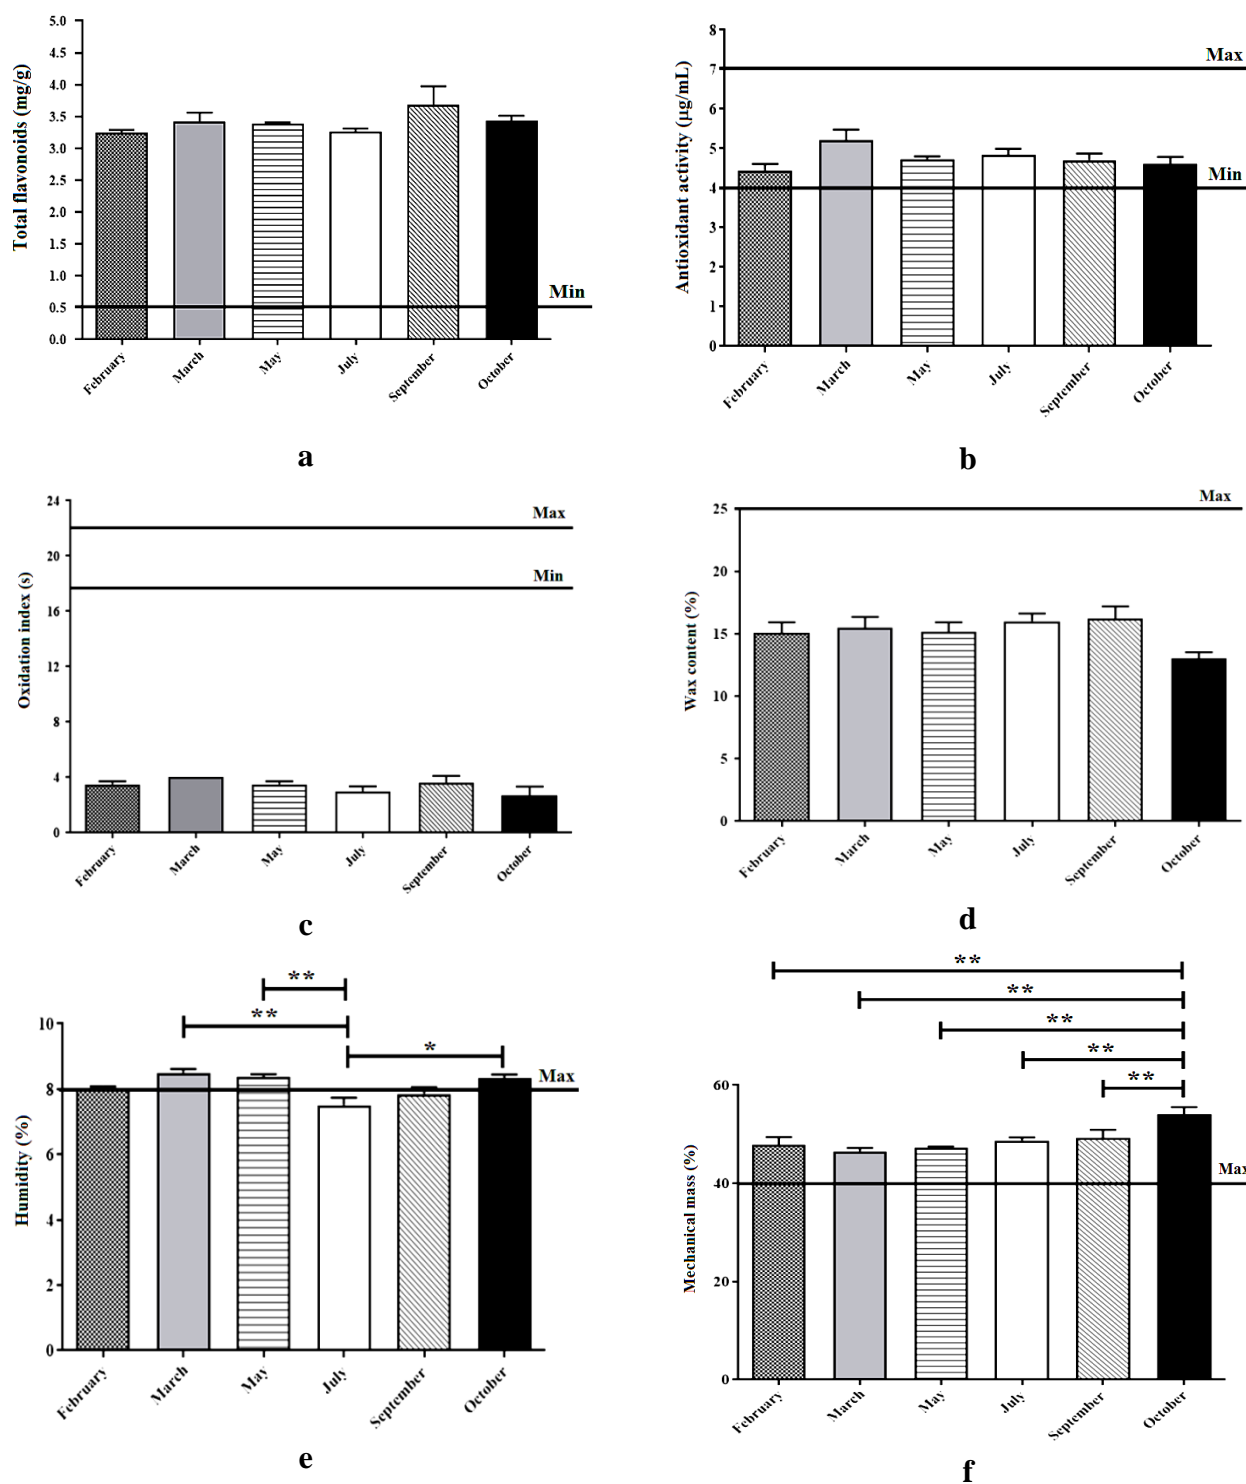 Total flavonoids (mg/g)
5.0
4.5
4.0
3.5
3.0
2.5
2.0
1.5
1.0
0.5
0.0
Min
February
March
May
July
September
October
a
Antioxidant activity (µg/mL)
8
7
6
5
4
3
2
1
0
Max
Min
February
March
May
July
September
October
b
Oxidation index (s)
24
20
16
12
8
4
0
Max
Min
February
March
May
July
September
October
c
Wax content (%)
25
20
15
10
5
0
Max
February
March
May
July
September
October
d
**
**
*
Humidity (%)
10
8
6
4
2
0
Max
February
March
May
July
September
October
e
**
**
**
**
**
Mechanical mass (%)
60
40
20
0
Max
February
March
May
July
September
October
f